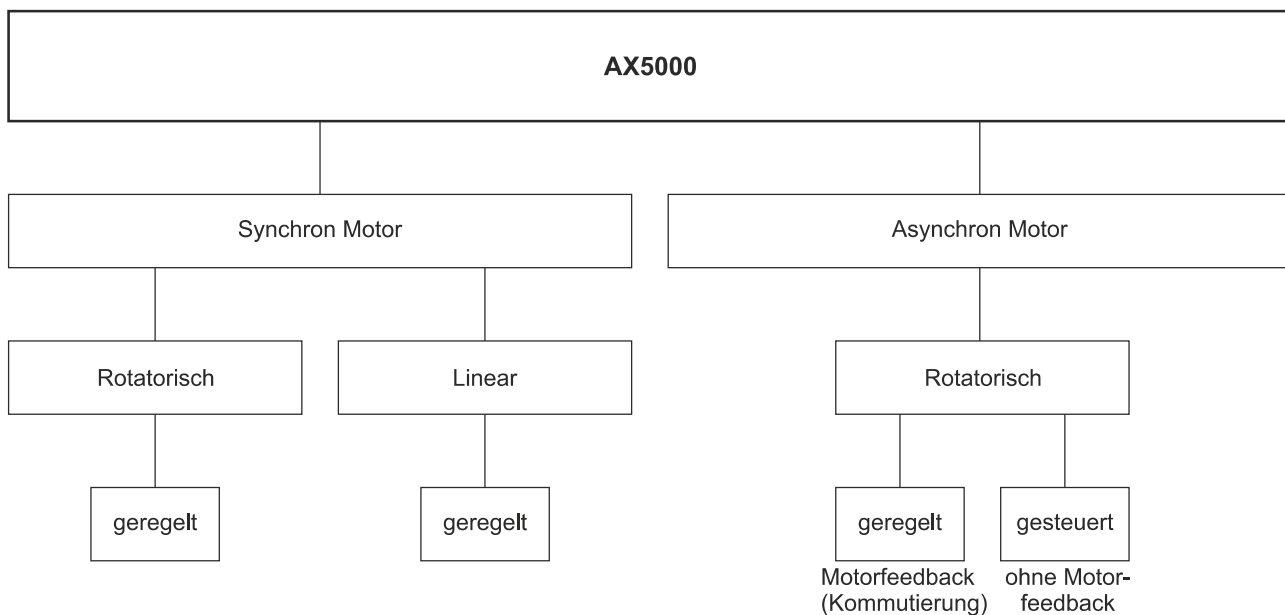 AX5000
Synchron Motor
Asynchron Motor
Rotatorisch
Linear
Rotatorisch
geregelt
geregelt
geregelt
gesteuert
Motorfeedback
(Kommutierung)
ohne Motor-
feedback